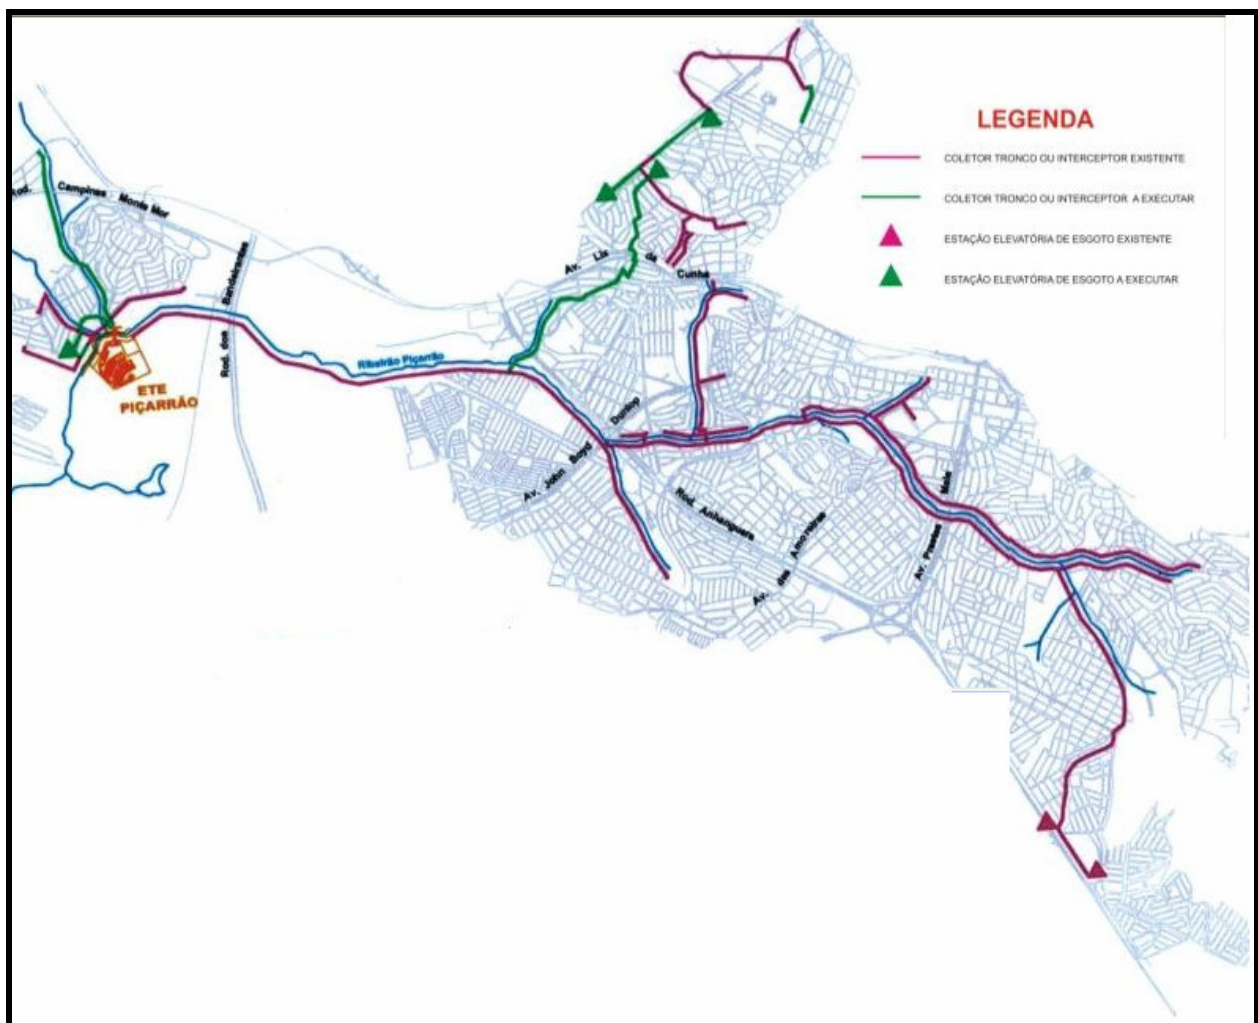 LEGENDA
COLETOR TRONCO OU INTERCEPTOR EXISTENTE
COLETOR TRONCO OU INTERCEPTOR A EXECUTAR
ESTAÇÃO ELEVATÓRIA DE ESGOTO EXISTENTE
ESTAÇÃO ELEVATÓRIA DE ESGOTO A EXECUTAR
Rod. Campinas Monte Mor
Rod. dos Bandeirantes
Av. Lix da Cunha
Ribeirão Piçarrão
ETE
PIÇARRÃO
Av. John Boyd Dunlop
Rod. Anhanguera
Av. das Amoreiras
Av. Prestes Maia